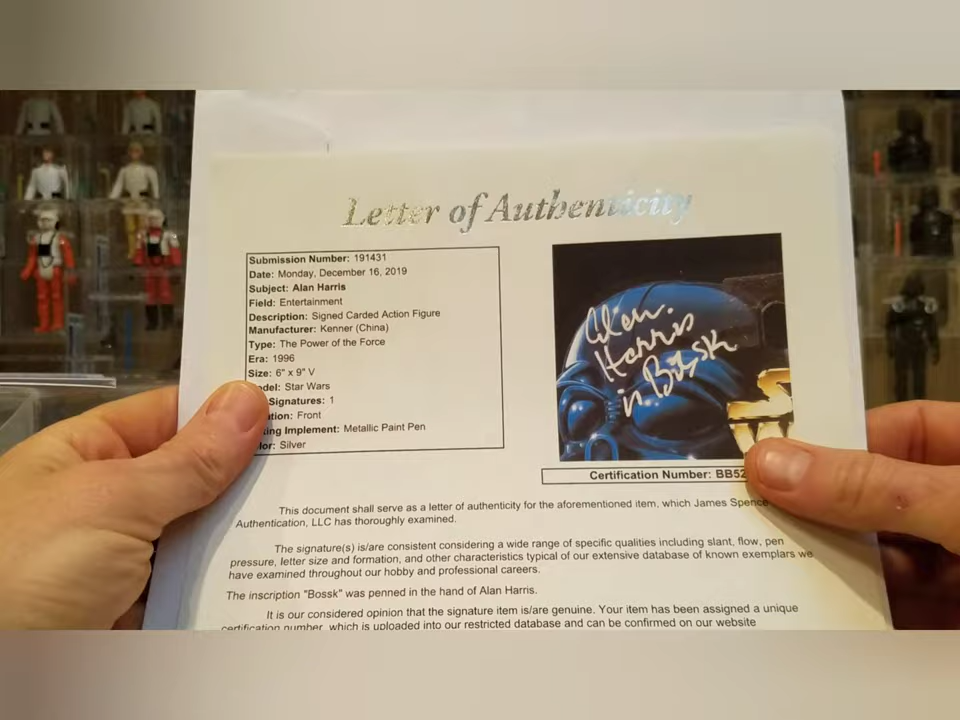 Letter of Authenticity
Submission Number: 191431
Date: Monday, December 16, 2019
Subject: Alan Harris
Field: Entertainment
Description: Signed Carded Action Figure
Manufacturer: Kenner (China)
Type: The Power of the Force
Era: 1996
Size: 6" x 9" V
odel: Star Wars
Signatures: 1
tion: Front
ing Implement: Metallic Paint Pen
lor: Silver
Alan
Harris
in Bossk
Certification Number: BB52
This document shall serve as a letter of authenticity for the aforementioned item, which James Spence
Authentication, LLC has thoroughly examined.
The signature(s) is/are consistent considering a wide range of specific qualities including slant, flow, pen
pressure, letter size and formation, and other characteristics typical of our extensive database of known exemplars we
have examined throughout our hobby and professional careers.
The inscription "Bossk" was penned in the hand of Alan Harris.
It is our considered opinion that the signature item is/are genuine. Your item has been assigned a unique
certification number, which is uploaded into our restricted database and can be confirmed on our website